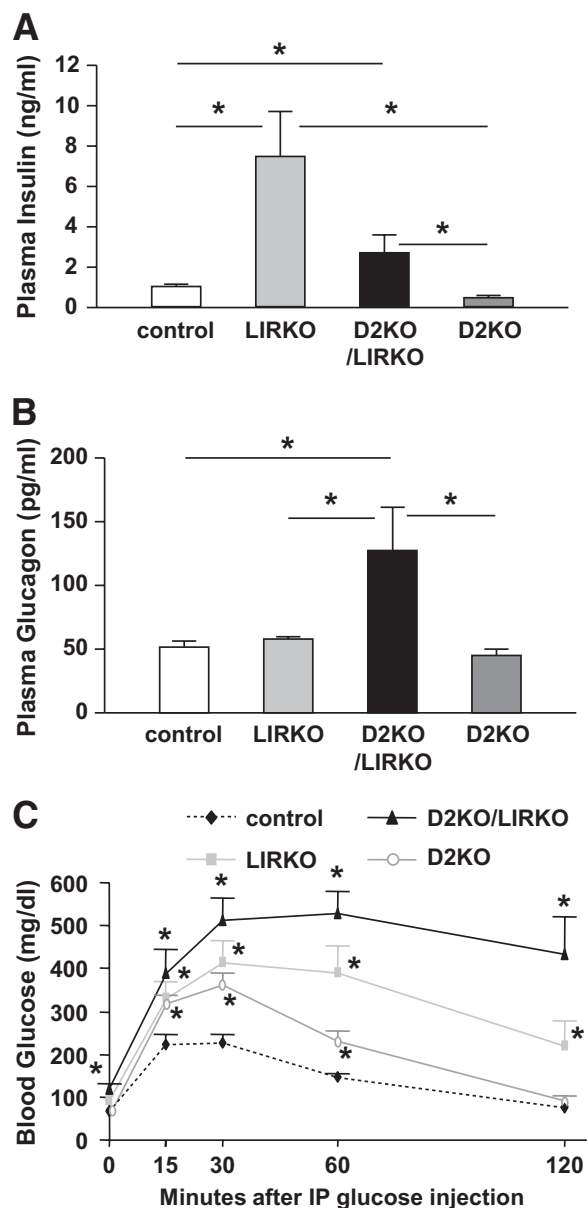 A
Plasma Insulin (ng/ml)
12
10
8
6
4
2
0
*
*
*
*
control LIRKO D2KO D2KO
/LIRKO
B
Plasma Glucagon (pg/ml)
200
150
100
50
0
*
*
*
control LIRKO D2KO D2KO
/LIRKO
C
control D2KO/LIRKO
LIRKO D2KO
Blood Glucose (mg/dl)
600
500
400
300
200
100
0
*
*
*
*
*
*
*
*
*
*
*
*
0 15 30 60 120
Minutes after IP glucose injection